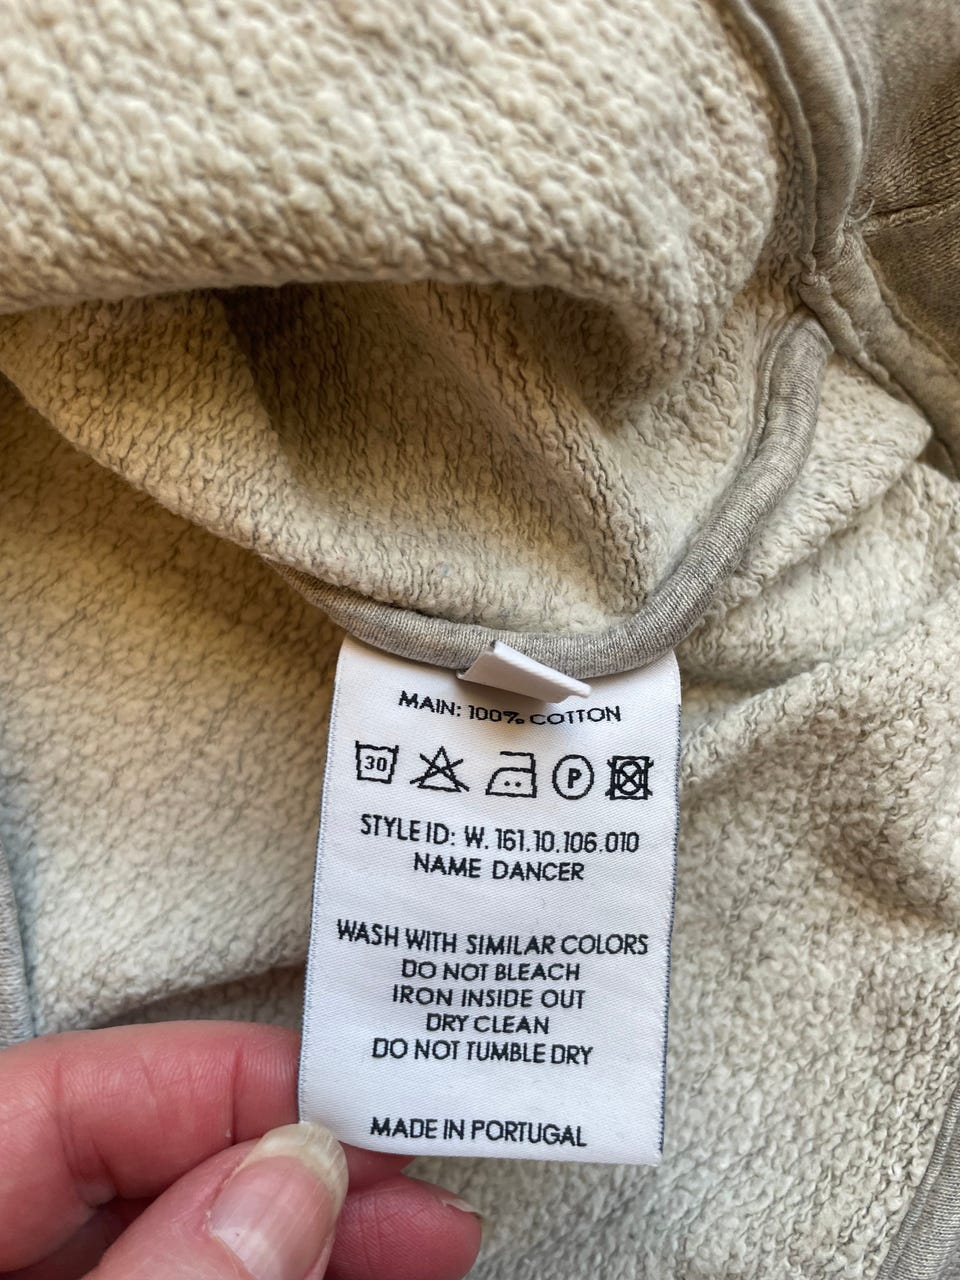 MAIN: 100% COTTON
30 P
STYLE ID: W. 161.10.106.010
NAME DANCER
WASH WITH SIMILAR COLORS
DO NOT BLEACH
IRON INSIDE OUT
DRY CLEAN
DO NOT TUMBLE DRY
MADE IN PORTUGAL